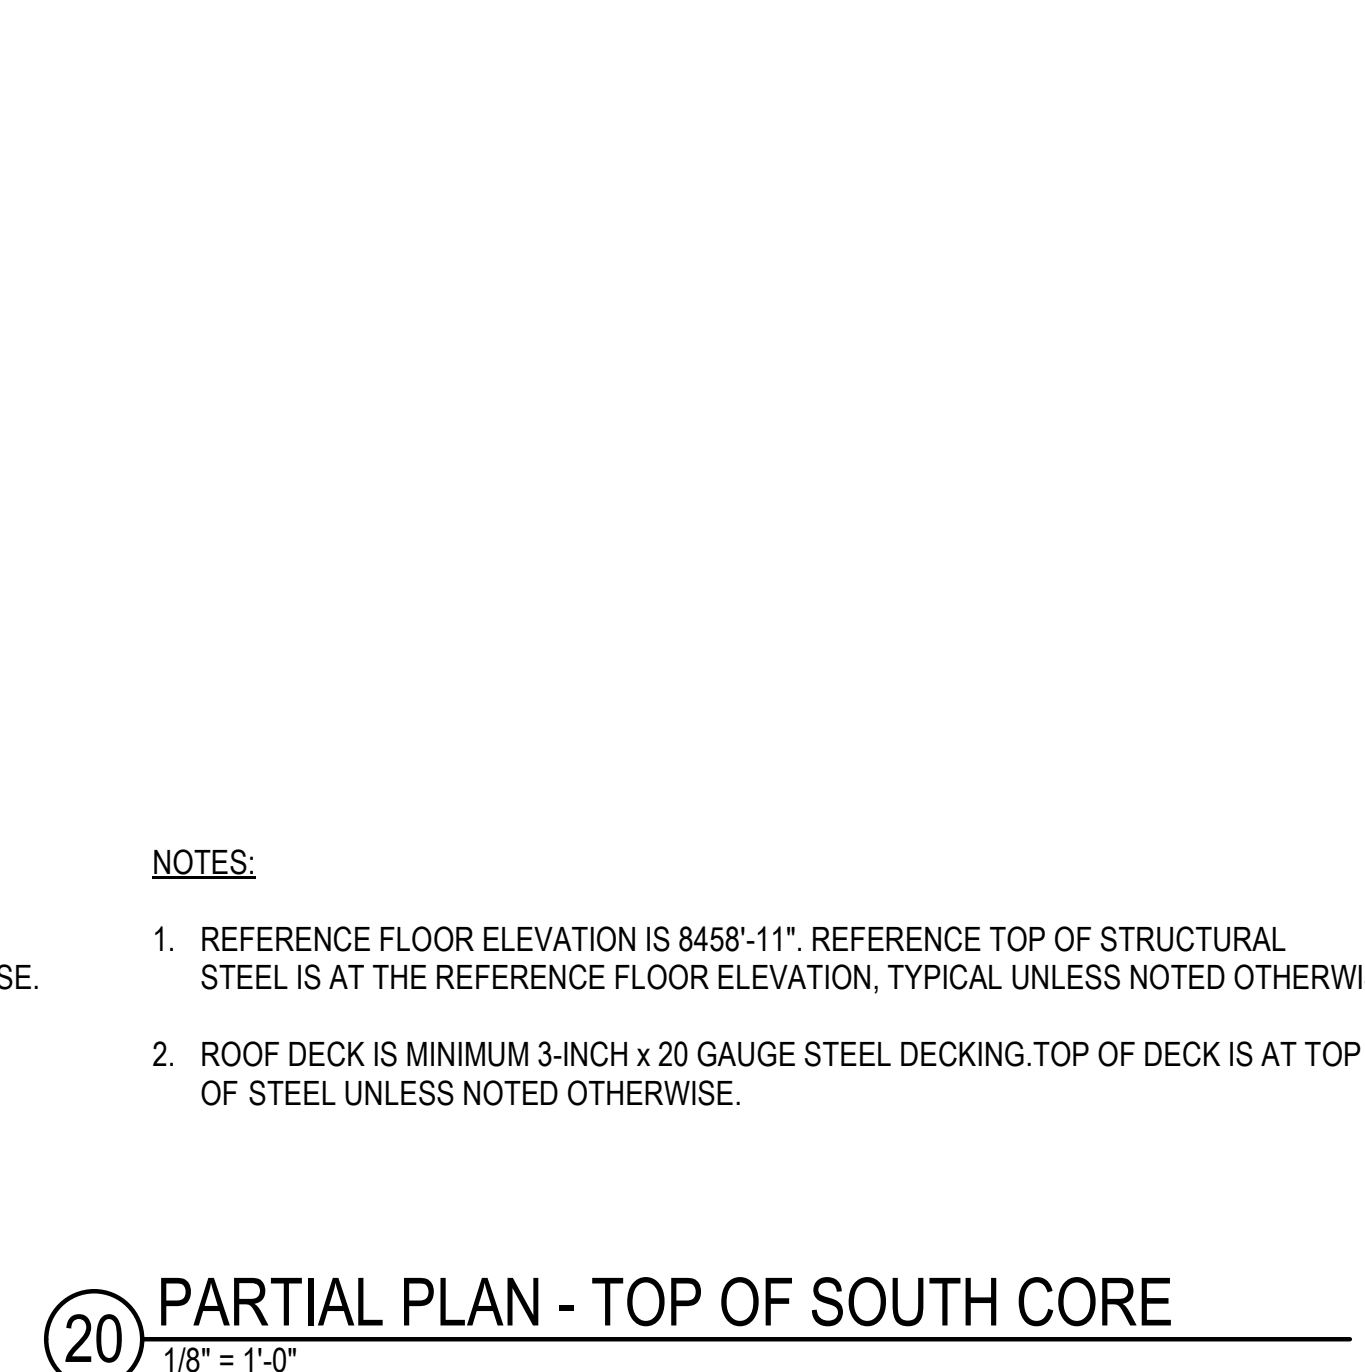 NOTES:
1. REFERENCE FLOOR ELEVATION IS 8458'-11". REFERENCE TOP OF STRUCTURAL
SE.
STEEL IS AT THE REFERENCE FLOOR ELEVATION, TYPICAL UNLESS NOTED OTHERWI
2. ROOF DECK IS MINIMUM 3-INCH x 20 GAUGE STEEL DECKING.TOP OF DECK IS AT TOP
OF STEEL UNLESS NOTED OTHERWISE.
20 PARTIAL PLAN - TOP OF SOUTH CORE
1/8" = 1'-0"